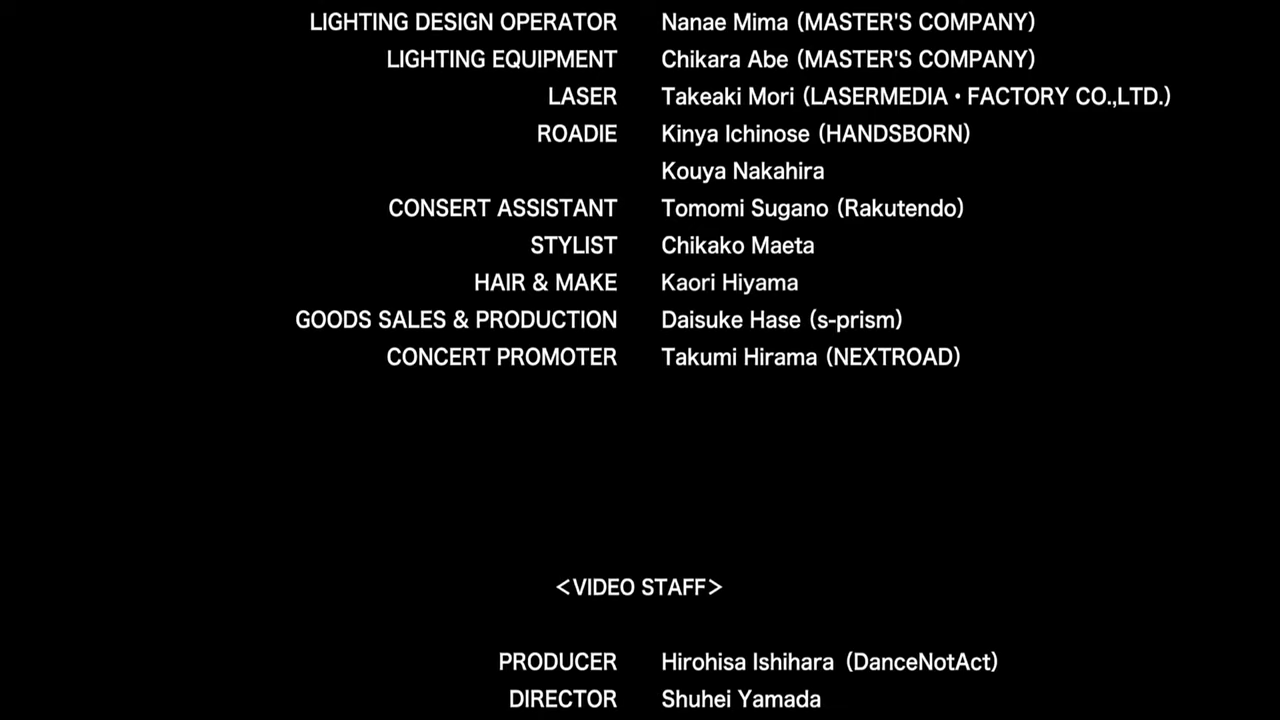 LIGHTING DESIGN OPERATOR Nanae Mima (MASTER'S COMPANY)
LIGHTING EQUIPMENT Chikara Abe (MASTER'S COMPANY)
LASER Takeaki Mori (LASERMEDIA・FACTORY CO.,LTD.)
ROADIE Kinya Ichinose (HANDSBORN)
Kouya Nakahira
CONSERT ASSISTANT Tomomi Sugano (Rakutendo)
STYLIST Chikako Maeta
HAIR & MAKE Kaori Hiyama
GOODS SALES & PRODUCTION Daisuke Hase (s-prism)
CONCERT PROMOTER Takumi Hirama (NEXTROAD)
<VIDEO STAFF>
PRODUCER Hirohisa Ishihara (DanceNotAct)
DIRECTOR Shuhei Yamada